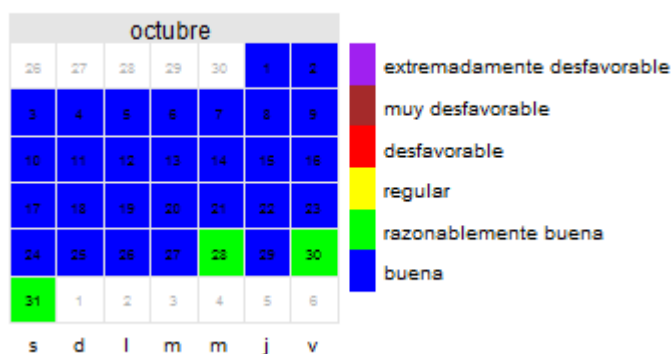 octubre
26 27 28 29 30 1 2
3 4 5 6 7 8 9
10 11 12 13 14 15 16
17 18 19 20 21 22 23
24 25 26 27 28 29 30
31 1 2 3 4 5 6
s d l m m j v
extremadamente desfavorable
muy desfavorable
desfavorable
regular
razonablemente buena
buena